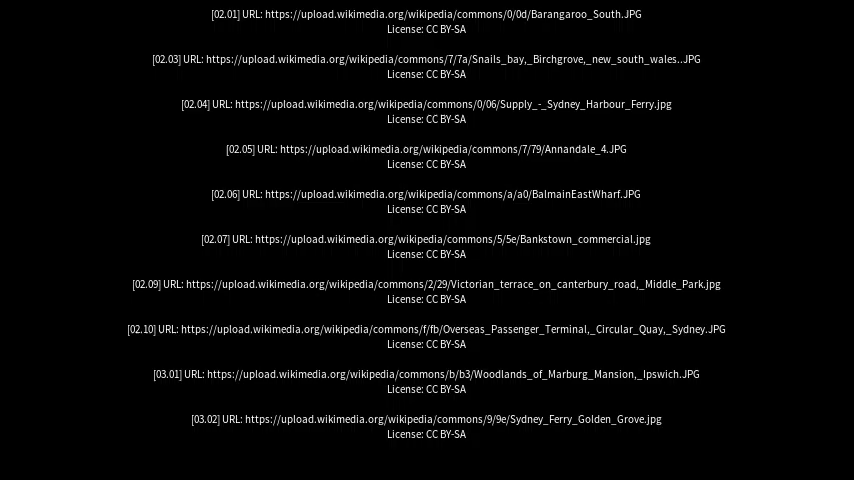 [02.01] URL: https://upload.wikimedia.org/wikipedia/commons/0/0d/Barangaroo_South.JPG
License: CC BY-SA
[02.03] URL: https://upload.wikimedia.org/wikipedia/commons/7/7a/Snails_bay,_Birchgrove,_new_south_wales..JPG
License: CC BY-SA
[02.04] URL: https://upload.wikimedia.org/wikipedia/commons/0/06/Supply_-_Sydney_Harbour_Ferry.jpg
License: CC BY-SA
[02.05] URL: https://upload.wikimedia.org/wikipedia/commons/7/79/Annandale_4.JPG
License: CC BY-SA
[02.06] URL: https://upload.wikimedia.org/wikipedia/commons/a/a0/BalmainEastWharf.JPG
License: CC BY-SA
[02.07] URL: https://upload.wikimedia.org/wikipedia/commons/5/5e/Bankstown_commercial.jpg
License: CC BY-SA
[02.09] URL: https://upload.wikimedia.org/wikipedia/commons/2/29/Victorian_terrace_on_canterbury_road,_Middle_Park.jpg
License: CC BY-SA
[02.10] URL: https://upload.wikimedia.org/wikipedia/commons/f/fb/Overseas_Passenger_Terminal,_Circular_Quay,_Sydney.JPG
License: CC BY-SA
[03.01] URL: https://upload.wikimedia.org/wikipedia/commons/b/b3/Woodlands_of_Marburg_Mansion,_Ipswich.JPG
License: CC BY-SA
[03.02] URL: https://upload.wikimedia.org/wikipedia/commons/9/9e/Sydney_Ferry_Golden_Grove.jpg
License: CC BY-SA